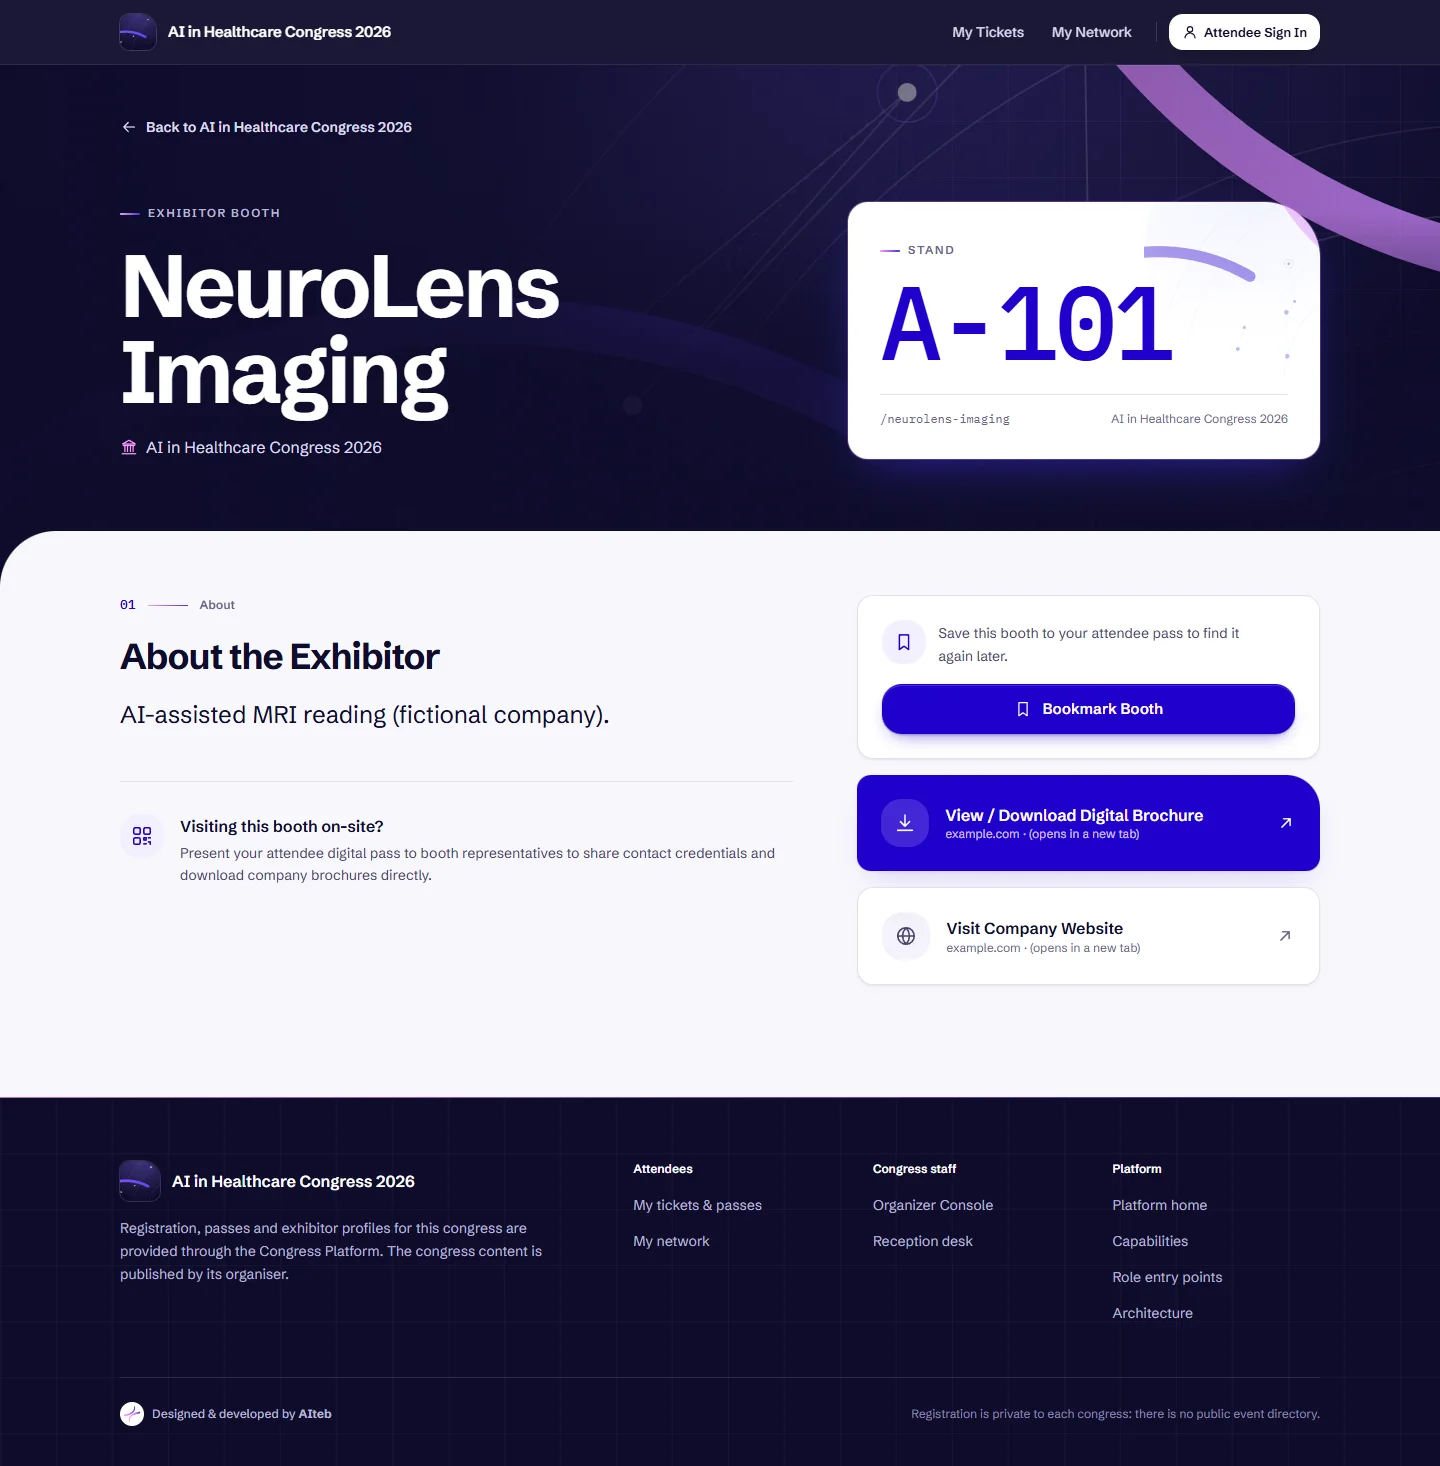 AI in Healthcare Congress 2026
My Tickets
My Network
Attendee Sign In
Back to AI in Healthcare Congress 2026
EXHIBITOR BOOTH
NeuroLens
Imaging
AI in Healthcare Congress 2026
STAND
A-101
/neurolens-imaging
AI in Healthcare Congress 2026
01
About
About the Exhibitor
AI-assisted MRI reading (fictional company).
Visiting this booth on-site?
Present your attendee digital pass to booth representatives to share contact credentials and
download company brochures directly.
Save this booth to your attendee pass to find it
again later.
Bookmark Booth
View / Download Digital Brochure
example.com · (opens in a new tab)
Visit Company Website
example.com · (opens in a new tab)
AI in Healthcare Congress 2026
Registration, passes and exhibitor profiles for this congress are
provided through the Congress Platform. The congress content is
published by its organiser.
Attendees
My tickets & passes
My network
Congress staff
Organizer Console
Reception desk
Platform
Platform home
Capabilities
Role entry points
Architecture
Designed & developed by AIteb
Registration is private to each congress: there is no public event directory.